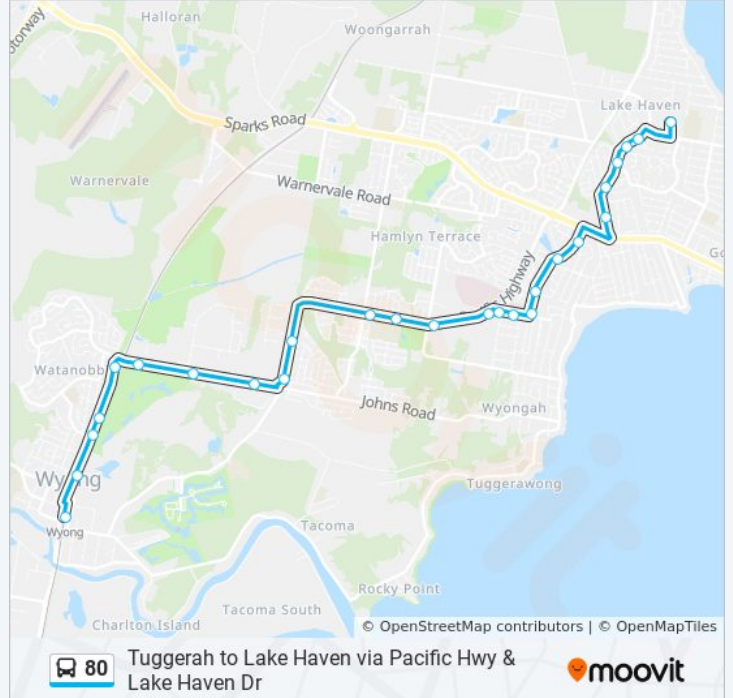 Halloran
otorway
Woongarrah
Lake Haven
Sparks Road
Warnervale
Warnervale Road
Hamlyn Terrace
Highway
Go
Watanobb
Johns Road
Wyongah
Wyong
Tuggerawong
Wyong
Tacoma
Rocky Point
Tacoma South
Charlton Island
© OpenStreetMap contributors | © OpenMapTiles
80
Tuggerah to Lake Haven via Pacific Hwy &
Lake Haven Dr
moovit